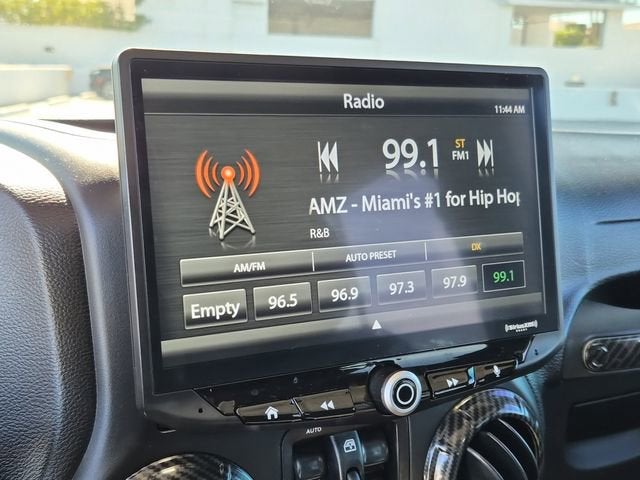 Radio
11:44 AM
99.1
ST
FM1
AMZ - Miami's #1 for Hip Hop
R&B
AM/FM
AUTO PRESET
DX
Empty
96.5
96.9
97.3
97.9
99.1
AUTO